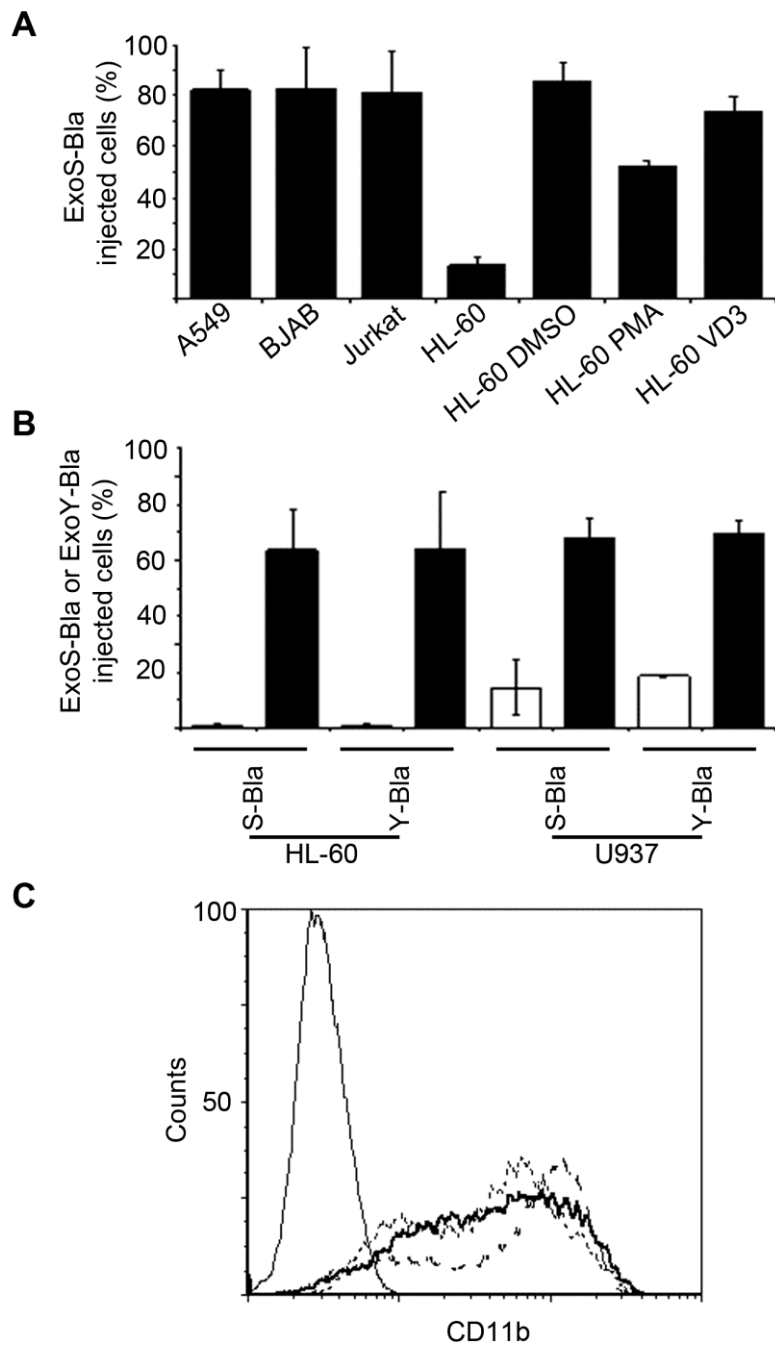 A
ExoS-Bla
injected cells (%)
100
80
60
40
20
A549
BJAB
Jurkat
HL-60
HL-60 DMSO
HL-60 PMA
HL-60 VD3
B
ExoS-Bla or ExoY-Bla
injected cells (%)
100
80
60
40
20
S-Bla
Y-Bla
S-Bla
Y-Bla
HL-60
U937
C
Counts
100
50
CD11b